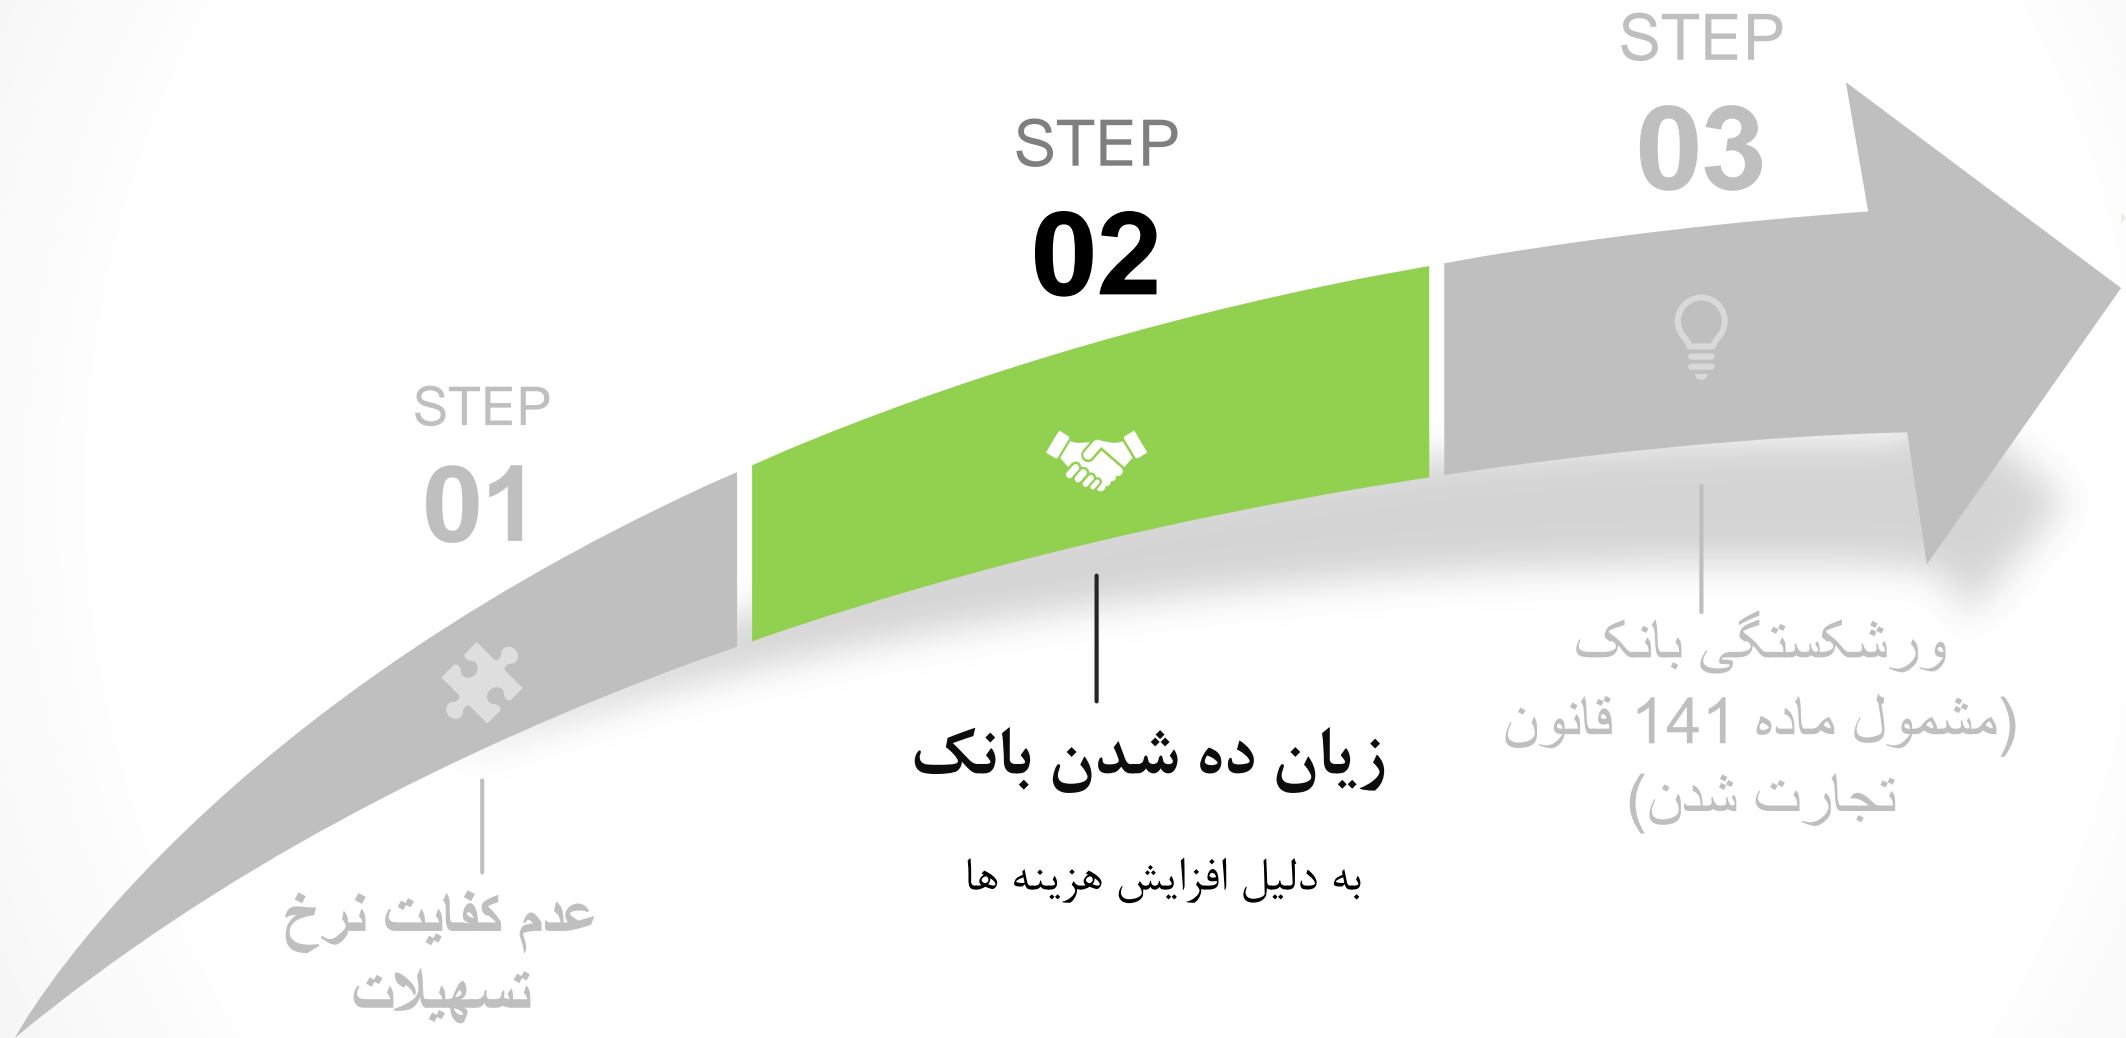 STEP
01
عدم کفایت نرخ
تسهیلات
STEP
02
زیان ده شدن بانک
به دلیل افزایش هزینه ها
STEP
03
ورشکستگی بانک
(مشمول ماده 141 قانون
تجارت شدن)